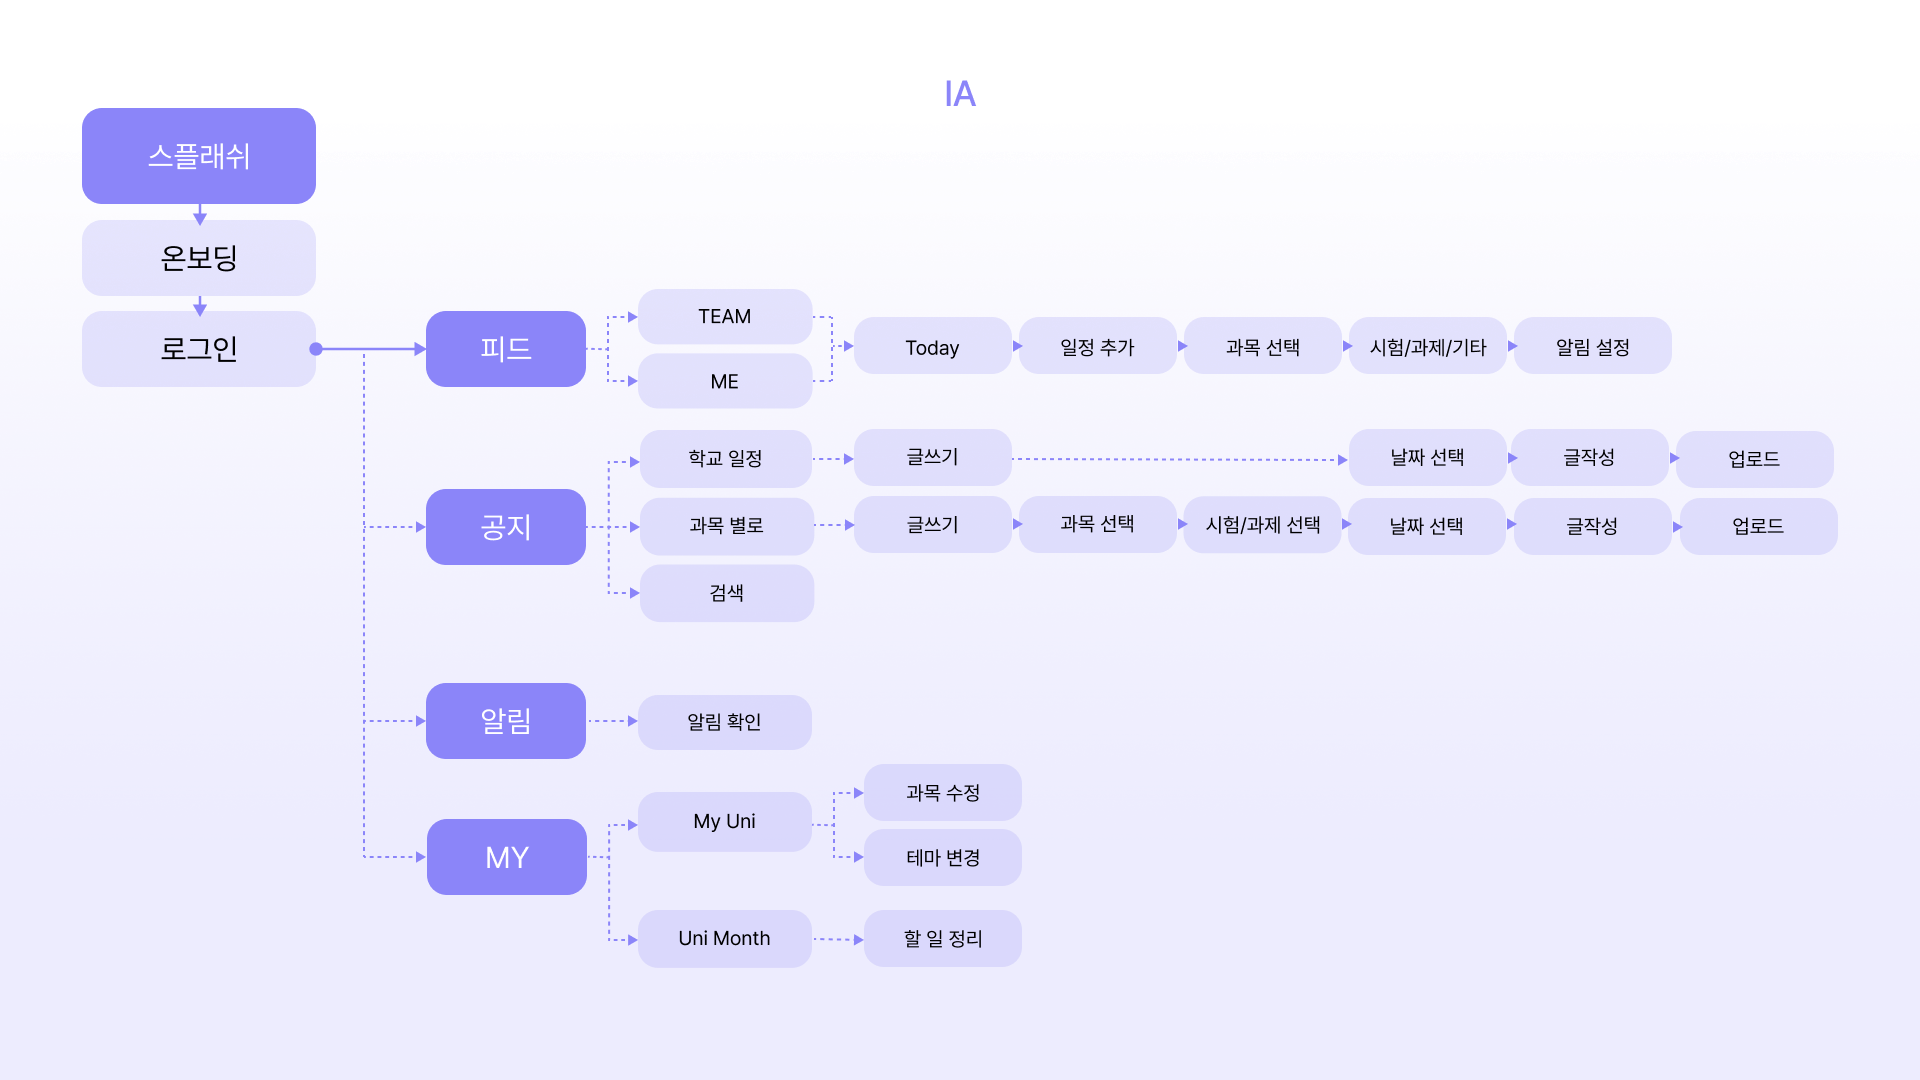 IA
스플래쉬
온보딩
로그인
피드
TEAM
ME
Today
일정 추가
과목 선택
시험/과제/기타
알림 설정
공지
학교 일정
글쓰기
날짜 선택
글작성
업로드
과목 별로
글쓰기
과목 선택
시험/과제 선택
날짜 선택
글작성
업로드
검색
알림
알림 확인
MY
My Uni
과목 수정
테마 변경
Uni Month
할 일 정리